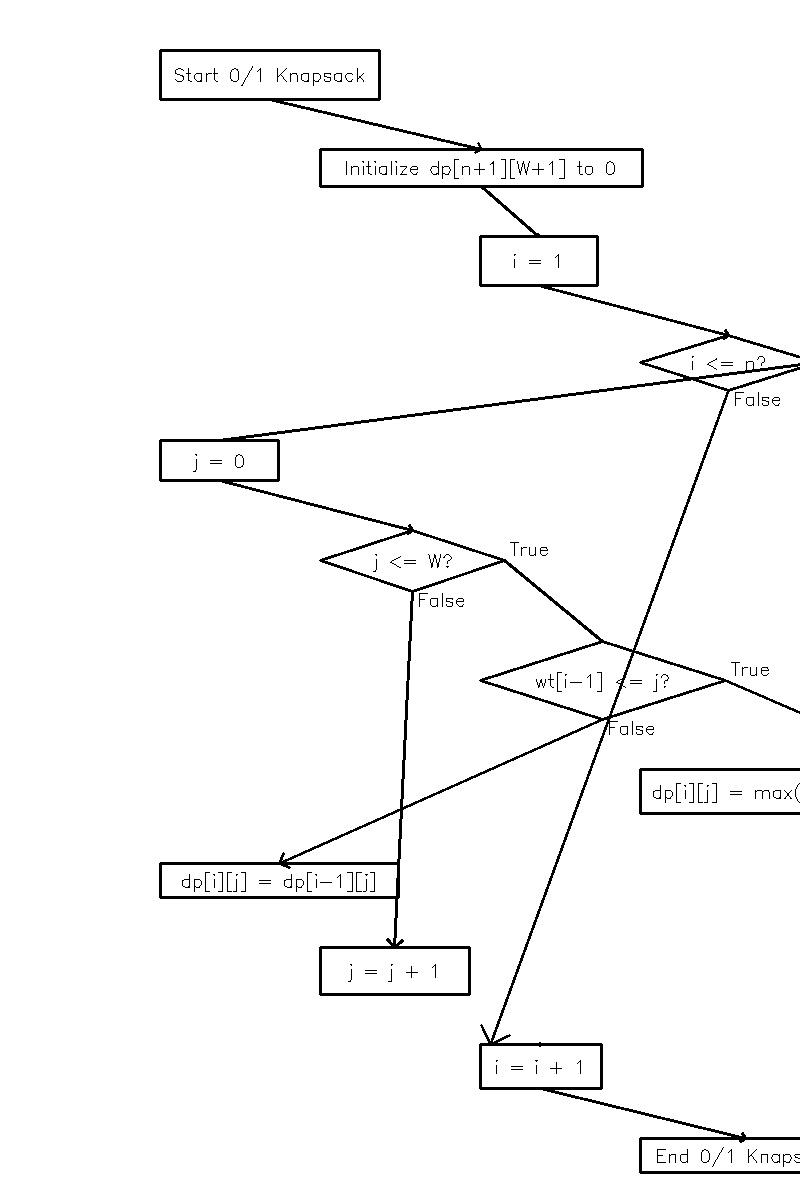 Start 0/1 Knapsack
Initialize dp[n+1][W+1] to 0
i = 1
i <= n?
False
j = 0
j <= W?
True
False
wt[i-1] <= j?
True
False
dp[i][j] = max(
dp[i][j] = dp[i-1][j]
j = j + 1
i = i + 1
End 0/1 Knaps